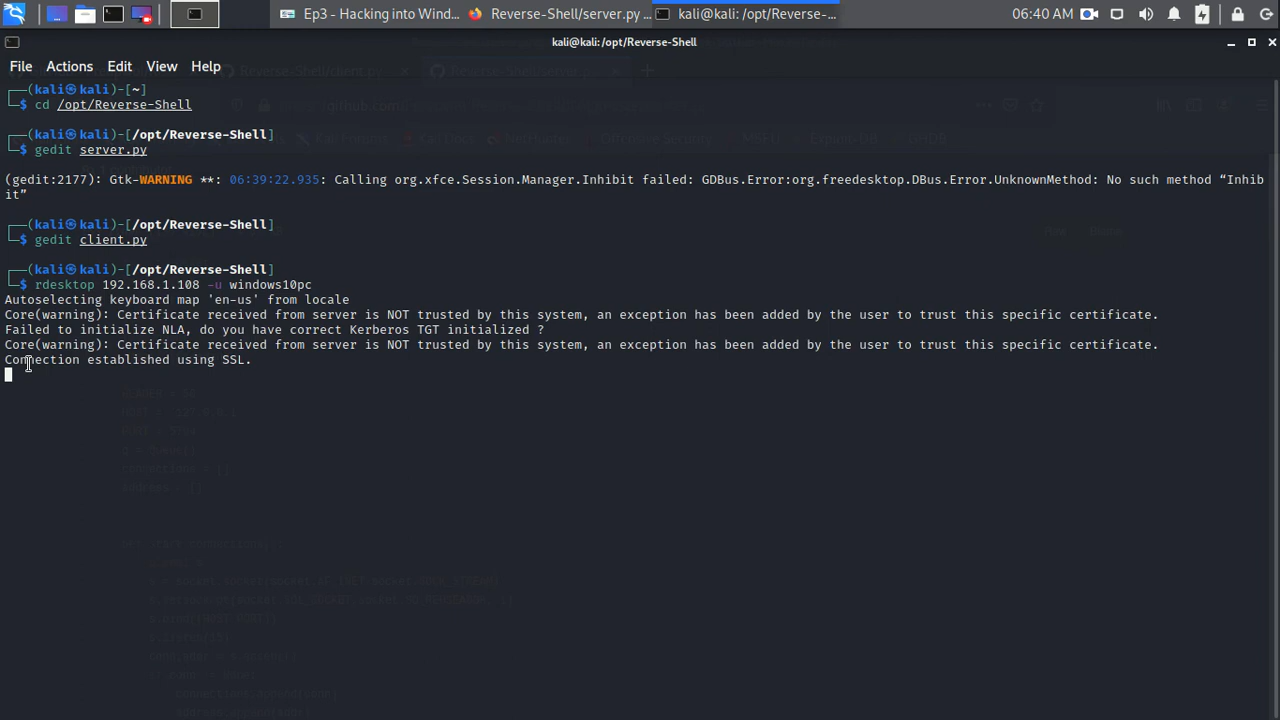 Ep3 - Hacking into Wind...
Reverse-Shell/server.py ...
kali@kali: /opt/Reverse-...
06:40 AM
kali@kali:/opt/Reverse-Shell
File Actions Edit View Help
┌──(kali㉿kali)-[~]
└─$ cd /opt/Reverse-Shell
┌──(kali㉿kali)-[/opt/Reverse-Shell]
└─$ gedit server.py
(gedit:2177): Gtk-WARNING **: 06:39:22.935: Calling org.xfce.Session.Manager.Inhibit failed: GDBus.Error:org.freedesktop.DBus.Error.UnknownMethod: No such method “Inhib
it”
┌──(kali㉿kali)-[/opt/Reverse-Shell]
└─$ gedit client.py
┌──(kali㉿kali)-[/opt/Reverse-Shell]
└─$ rdesktop 192.168.1.108 -u windows10pc
Autoselecting keyboard map 'en-us' from locale
Core(warning): Certificate received from server is NOT trusted by this system, an exception has been added by the user to trust this specific certificate.
Failed to initialize NLA, do you have correct Kerberos TGT initialized ?
Core(warning): Certificate received from server is NOT trusted by this system, an exception has been added by the user to trust this specific certificate.
Connection established using SSL.